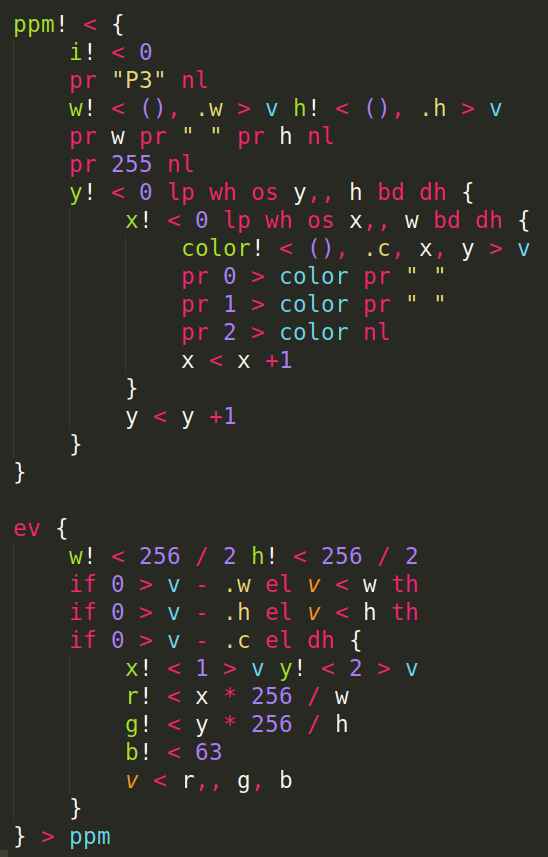 ppm! < {
    i! < 0
    pr "P3" nl
    w! < (), .w > v h! < (), .h > v
    pr w pr " " pr h nl
    pr 255 nl
    y! < 0 lp wh os y,, h bd dh {
        x! < 0 lp wh os x,, w bd dh {
            color! < (), .c, x, y > v
            pr 0 > color pr " "
            pr 1 > color pr " "
            pr 2 > color nl
            x < x +1
        }
        y < y +1
    }
}

ev {
    w! < 256 / 2 h! < 256 / 2
    if 0 > v - .w el v < w th
    if 0 > v - .h el v < h th
    if 0 > v - .c el dh {
        x! < 1 > v y! < 2 > v
        r! < x * 256 / w
        g! < y * 256 / h
        b! < 63
        v < r,, g, b
    }
} > ppm